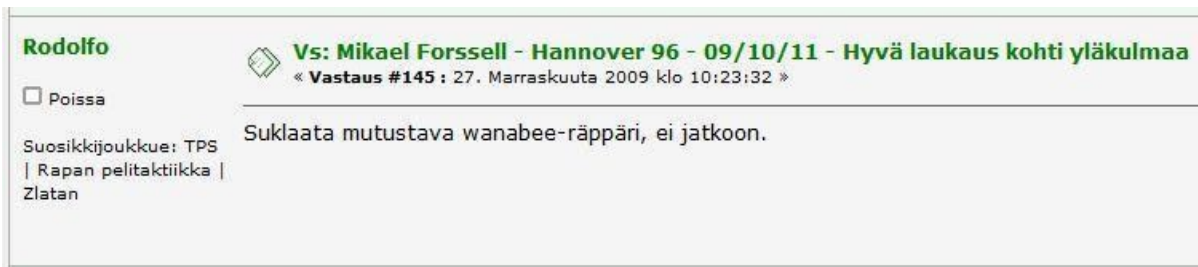 Rodolfo
Poissa
Suosikkijoukkue: TPS
| Rapan pelitaktiikka |
Zlatan
Vs: Mikael Forssell - Hannover 96 - 09/10/11 - Hyvä laukaus kohti yläkulmaa
« Vastaus #145 : 27. Marraskuuta 2009 klo 10:23:32 »
Suklaata mutustava wanabee-räppäri, ei jatkoon.